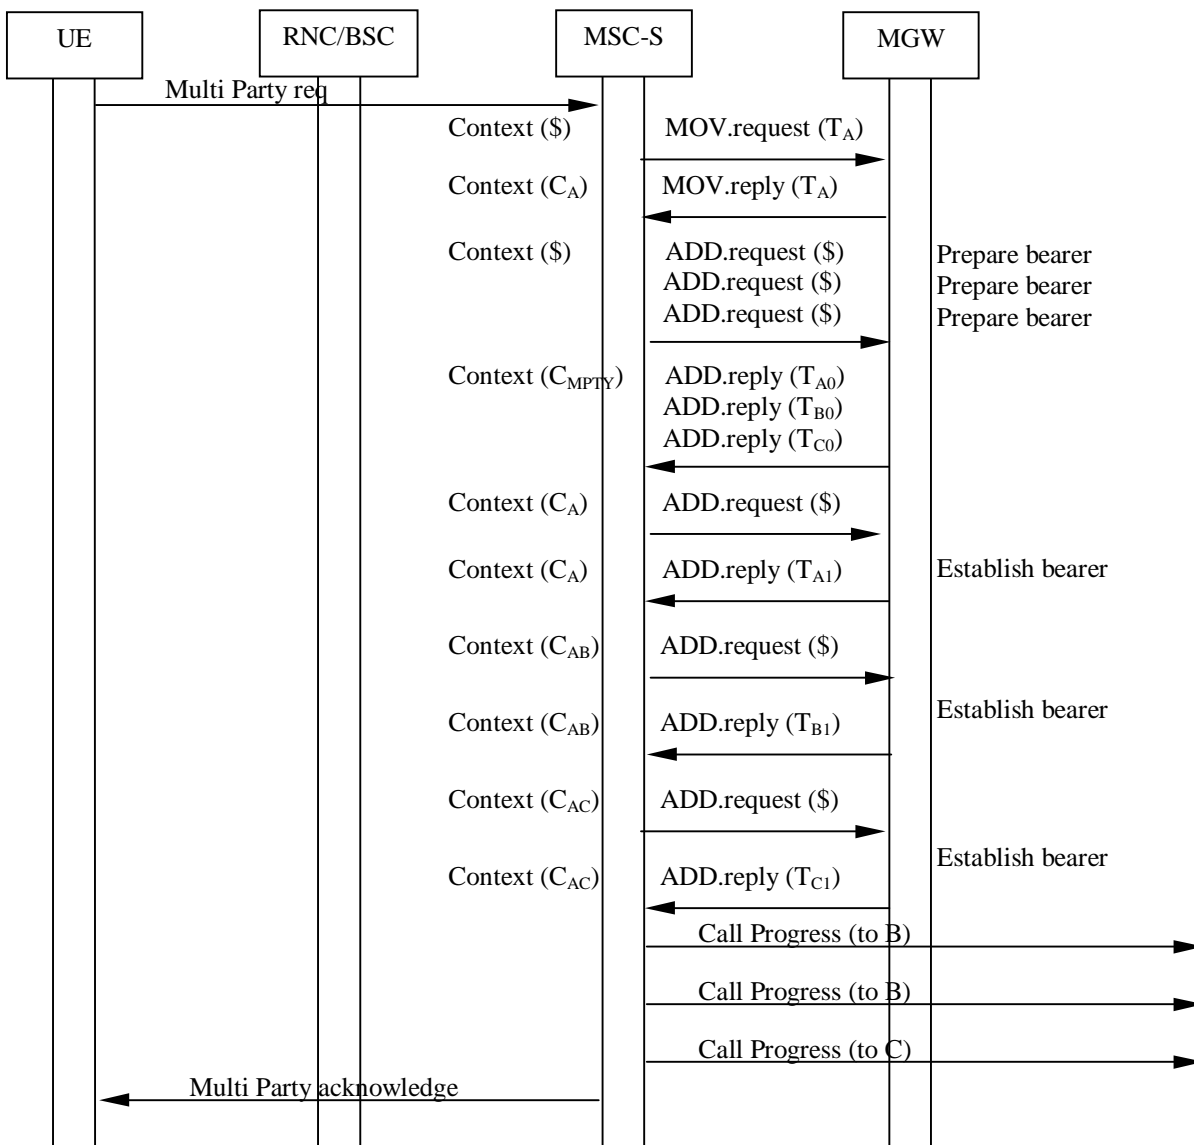 UE RNC/BSC MSC-S MGW
Multi Party req
Context ($) MOV.request (TA)
Context (CA) MOV.reply (TA)
Context ($) ADD.request ($) Prepare bearer
ADD.request ($) Prepare bearer
ADD.request ($) Prepare bearer
Context (CMPTY) ADD.reply (TA0)
ADD.reply (TB0)
ADD.reply (TC0)
Context (CA) ADD.request ($)
Context (CA) ADD.reply (TA1) Establish bearer
Context (CAB) ADD.request ($)
Establish bearer
Context (CAB) ADD.reply (TB1)
Context (CAC) ADD.request ($)
Establish bearer
Context (CAC) ADD.reply (TC1)
Call Progress (to B)
Call Progress (to B)
Call Progress (to C)
Multi Party acknowledge